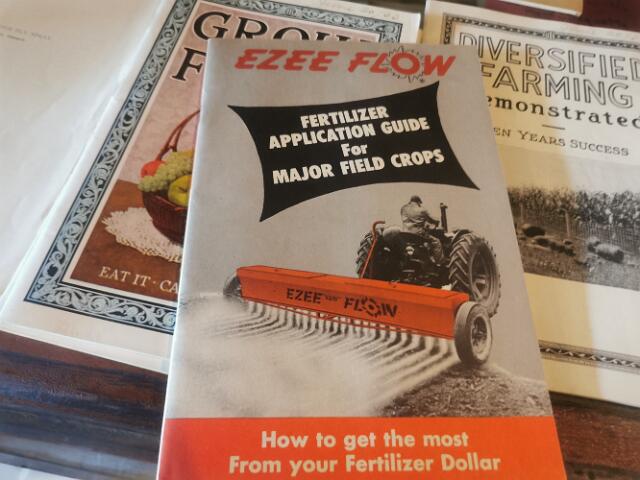 GROU
F
EAT IT · CA
EZEE FLOW
FERTILIZER
APPLICATION GUIDE
For
MAJOR FIELD CROPS
EZEE FLOW
How to get the most
From your Fertilizer Dollar
DIVERSIFIED
FARMING
emonstrated
EN YEARS SUCCESS